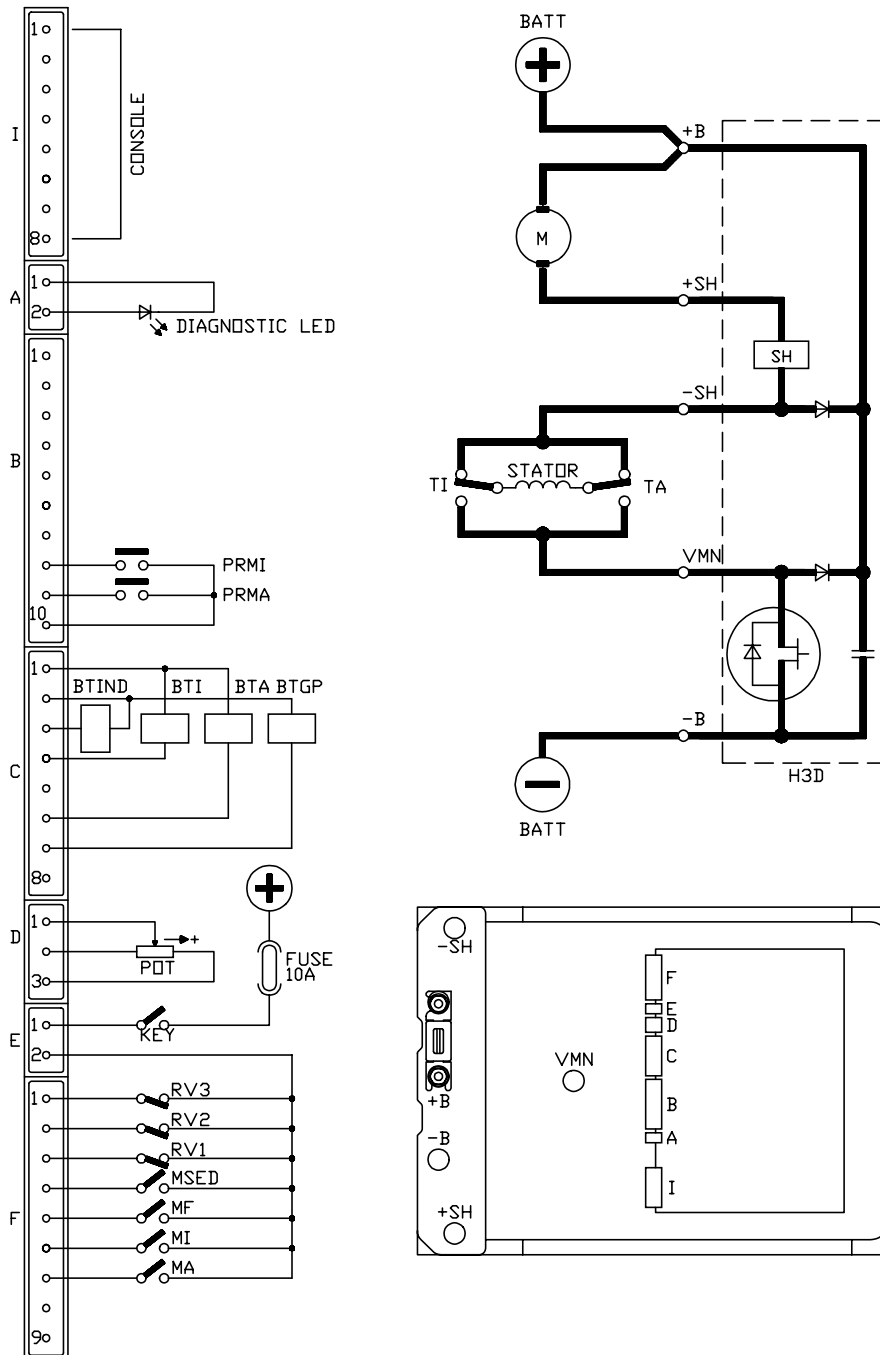 I
1
8
CONSOLE
A
1
2
DIAGNOSTIC LED
B
1
10
PRMI
PRMA
C
1
8
BTIND
BTI
BTA
BTGP
D
1
3
POT
+
FUSE
10A
E
1
2
KEY
F
1
9
RV3
RV2
RV1
MSED
MF
MI
MA
BATT
+B
M
+SH
SH
-SH
TI
STATOR
TA
VMN
-B
H3D
BATT
-SH
+B
-B
+SH
VMN
F
E
D
C
B
A
I